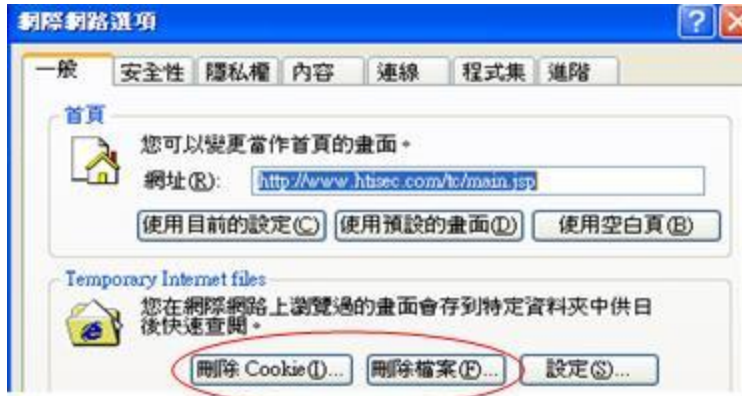 網際網路選項
一般 安全性 隱私權 內容 連線 程式集 進階
首頁
您可以變更當作首頁的畫面。
網址(R): http://www.htisec.com/tc/main.jsp
使用目前的設定(C) 使用預設的畫面(D) 使用空白頁(B)
Temporary Internet files
您在網際網路上瀏覽過的畫面會存到特定資料夾中供日
後快速查閱。
刪除 Cookie(I)... 刪除檔案(F)... 設定(S)...